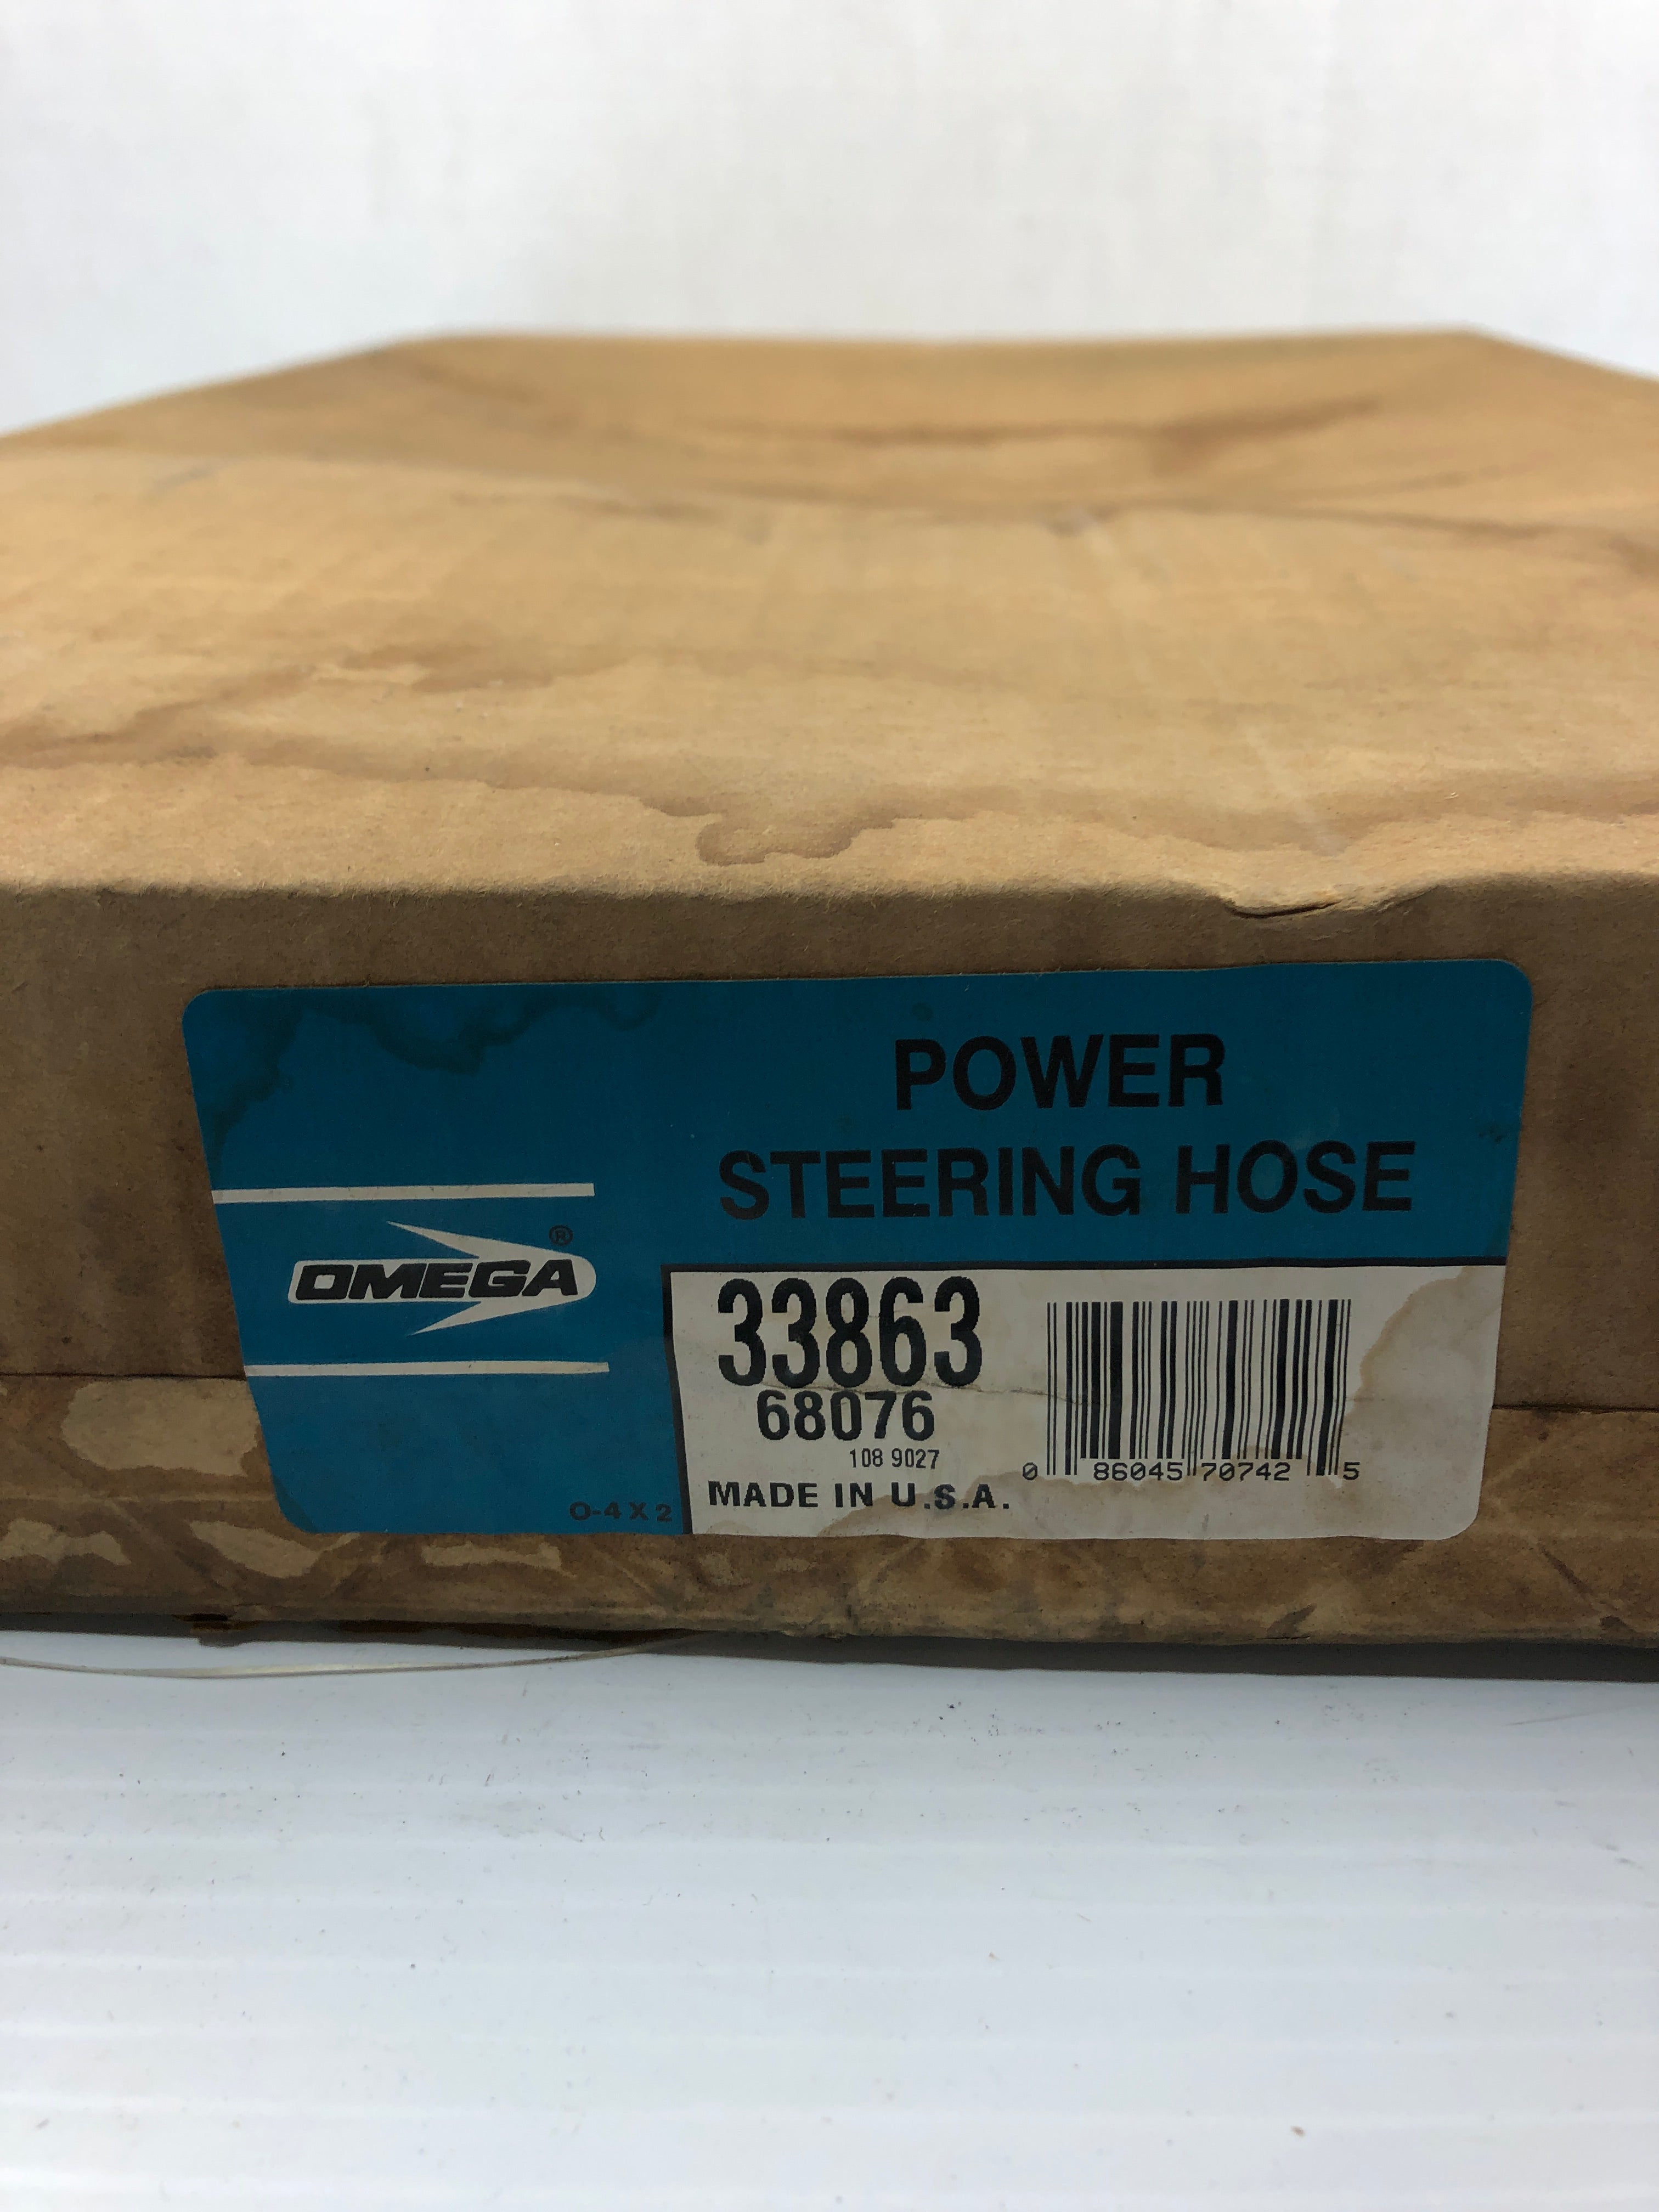 POWER
STEERING HOSE
OMEGA®
33863
68076
108 9027
MADE IN U.S.A.
0 86045 70742 5
O-4 X 2